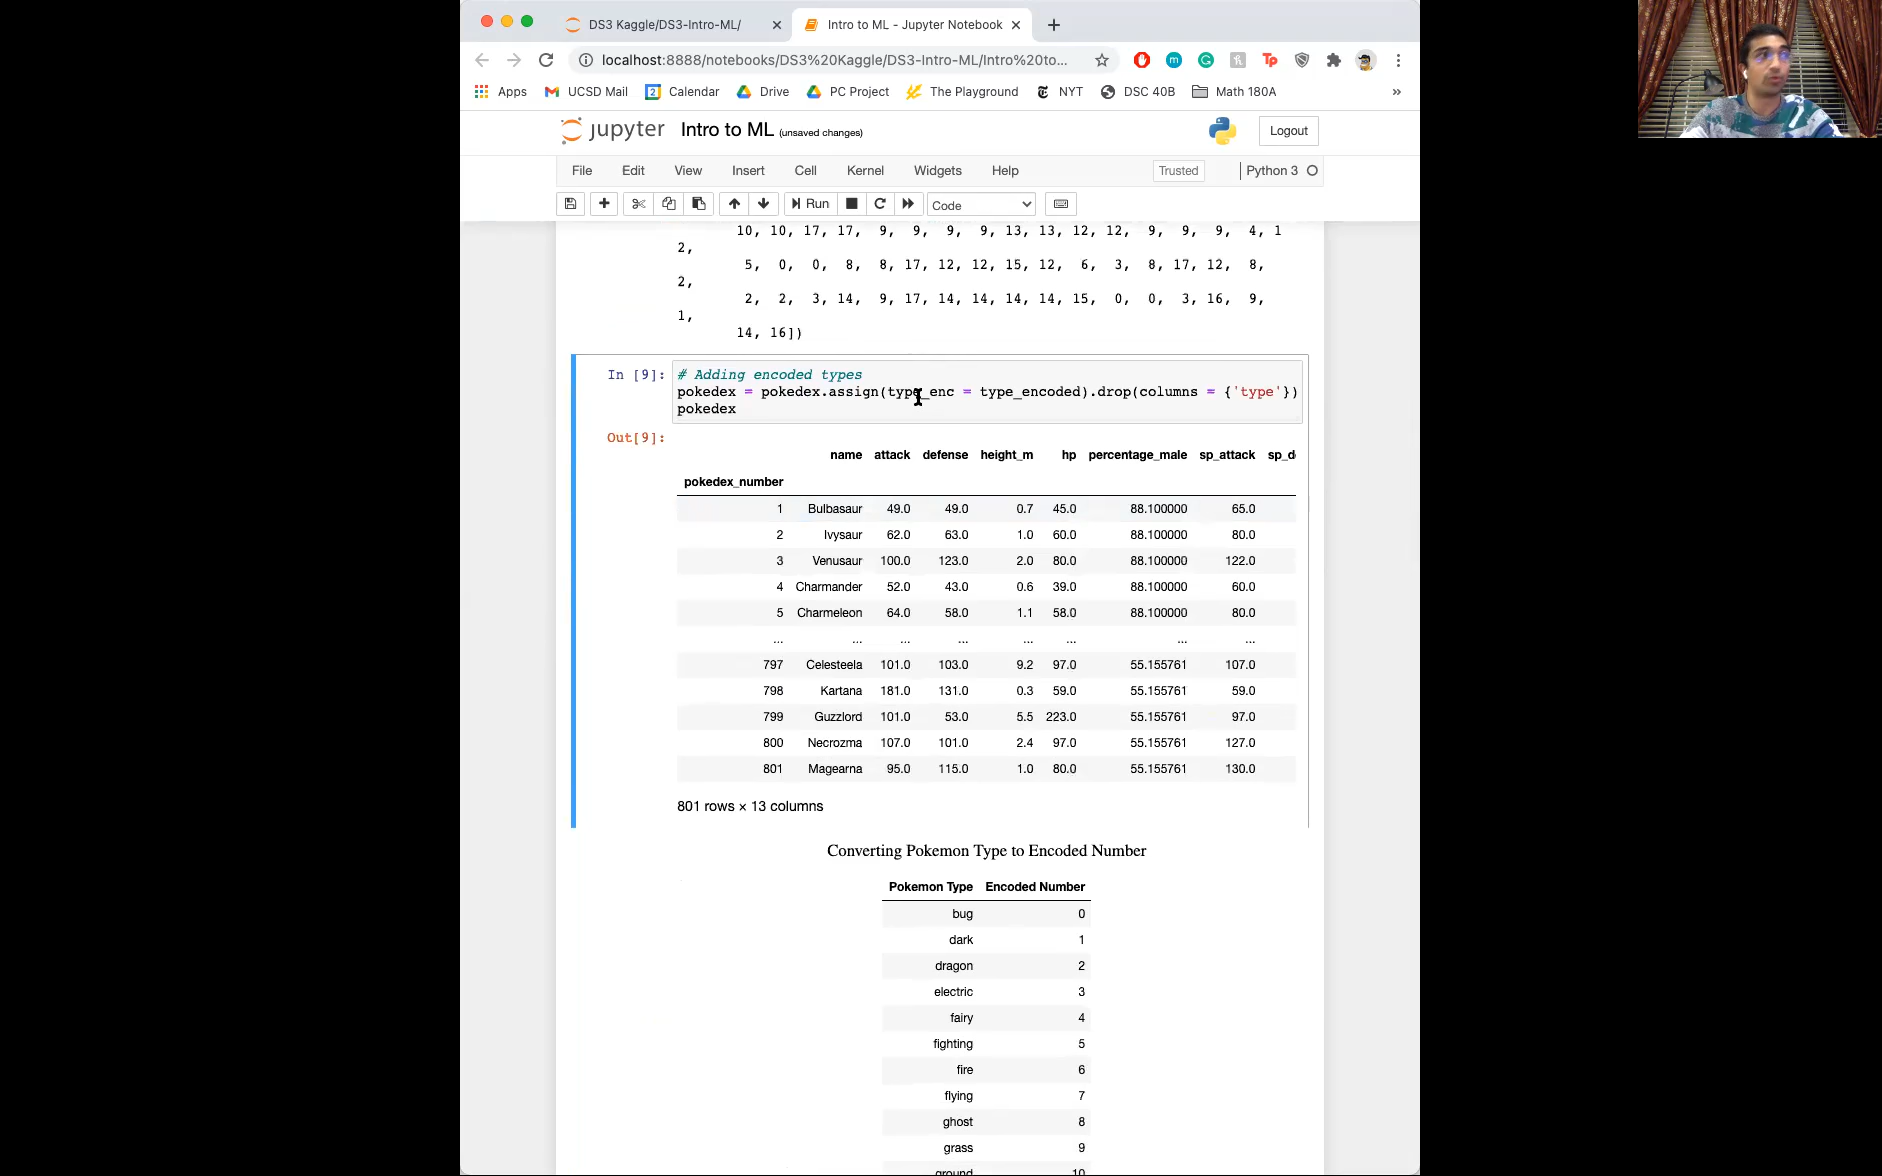 DS3 Kaggle/DS3-Intro-ML/
Intro to ML - Jupyter Notebook
localhost:8888/notebooks/DS3%20Kaggle/DS3-Intro-ML/Intro%20to...
Apps UCSD Mail 2 Calendar Drive PC Project The Playground NYT DSC 40B Math 180A »
jupyter Intro to ML (unsaved changes) Logout
File Edit View Insert Cell Kernel Widgets Help Trusted Python 3
Run Code
10, 10, 17, 17, 9, 9, 9, 9, 13, 13, 12, 12, 9, 9, 9, 4, 1
2,
5, 0, 0, 8, 8, 17, 12, 12, 15, 12, 6, 3, 8, 17, 12, 8,
2,
2, 2, 3, 14, 9, 17, 14, 14, 14, 14, 15, 0, 0, 3, 16, 9,
1,
14, 16])
In [9]: # Adding encoded types
pokedex = pokedex.assign(type_enc = type_encoded).drop(columns = {'type'})
pokedex
Out[9]:
name attack defense height_m hp percentage_male sp_attack sp_d
pokedex_number
1 Bulbasaur 49.0 49.0 0.7 45.0 88.100000 65.0
2 Ivysaur 62.0 63.0 1.0 60.0 88.100000 80.0
3 Venusaur 100.0 123.0 2.0 80.0 88.100000 122.0
4 Charmander 52.0 43.0 0.6 39.0 88.100000 60.0
5 Charmeleon 64.0 58.0 1.1 58.0 88.100000 80.0
... ... ... ... ... ... ... ...
797 Celesteela 101.0 103.0 9.2 97.0 55.155761 107.0
798 Kartana 181.0 131.0 0.3 59.0 55.155761 59.0
799 Guzzlord 101.0 53.0 5.5 223.0 55.155761 97.0
800 Necrozma 107.0 101.0 2.4 97.0 55.155761 127.0
801 Magearna 95.0 115.0 1.0 80.0 55.155761 130.0
801 rows × 13 columns
Converting Pokemon Type to Encoded Number
Pokemon Type Encoded Number
bug 0
dark 1
dragon 2
electric 3
fairy 4
fighting 5
fire 6
flying 7
ghost 8
grass 9
ground 10